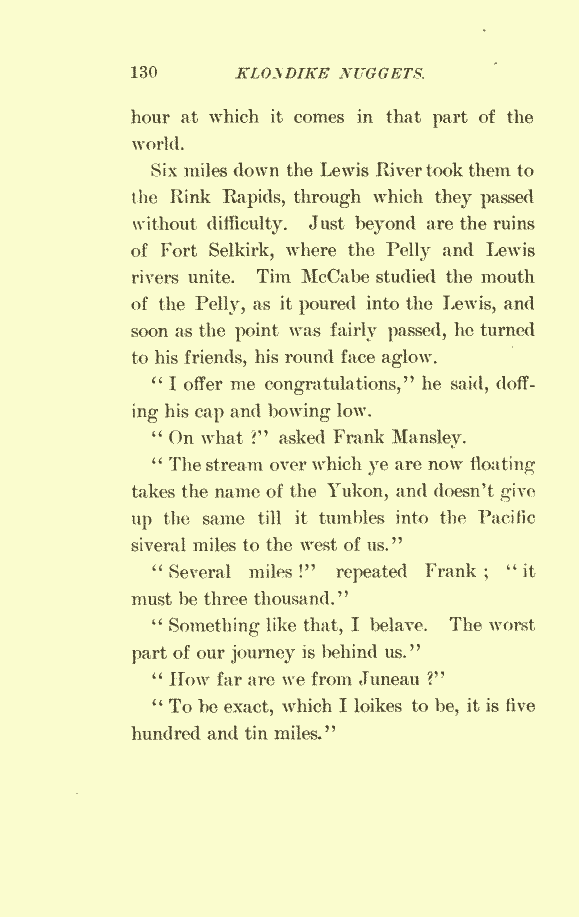 130 KLONDIKE NUGGETS.
hour at which it comes in that part of the
world.
Six miles down the Lewis River took them to
the Rink Rapids, through which they passed
without difficulty. Just beyond are the ruins
of Fort Selkirk, where the Pelly and Lewis
rivers unite. Tim McCabe studied the mouth
of the Pelly, as it poured into the Lewis, and
soon as the point was fairly passed, he turned
to his friends, his round face aglow.
“ I offer me congratulations,” he said, doff-
ing his cap and bowing low.
“ On what ?” asked Frank Mansley.
“ The stream over which ye are now floating
takes the name of the Yukon, and doesn’t give
up the same till it tumbles into the Pacific
siveral miles to the west of us.”
“ Several miles !” repeated Frank ; “ it
must be three thousand.”
“ Something like that, I belave. The worst
part of our journey is behind us.”
“ How far are we from Juneau ?”
“ To be exact, which I loikes to be, it is five
hundred and tin miles.”